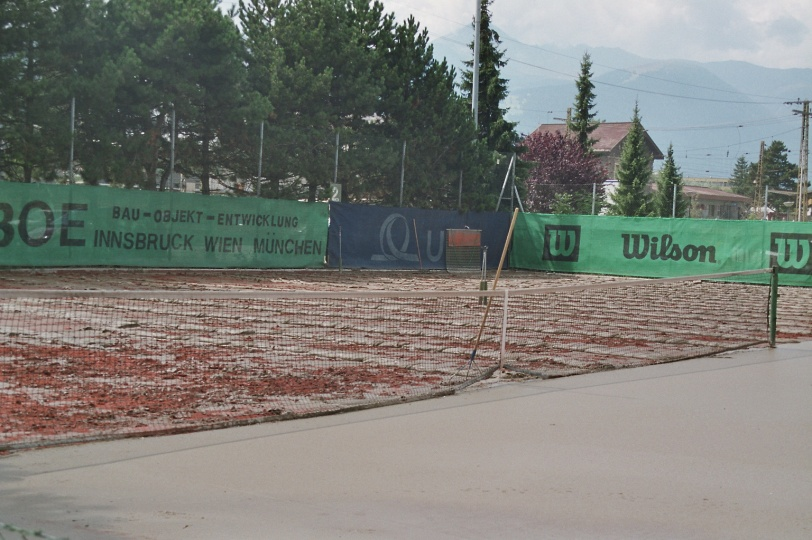 BOE
BAU - OBJEKT - ENTWICKLUNG
INNSBRUCK WIEN MÜNCHEN
W Wilson W